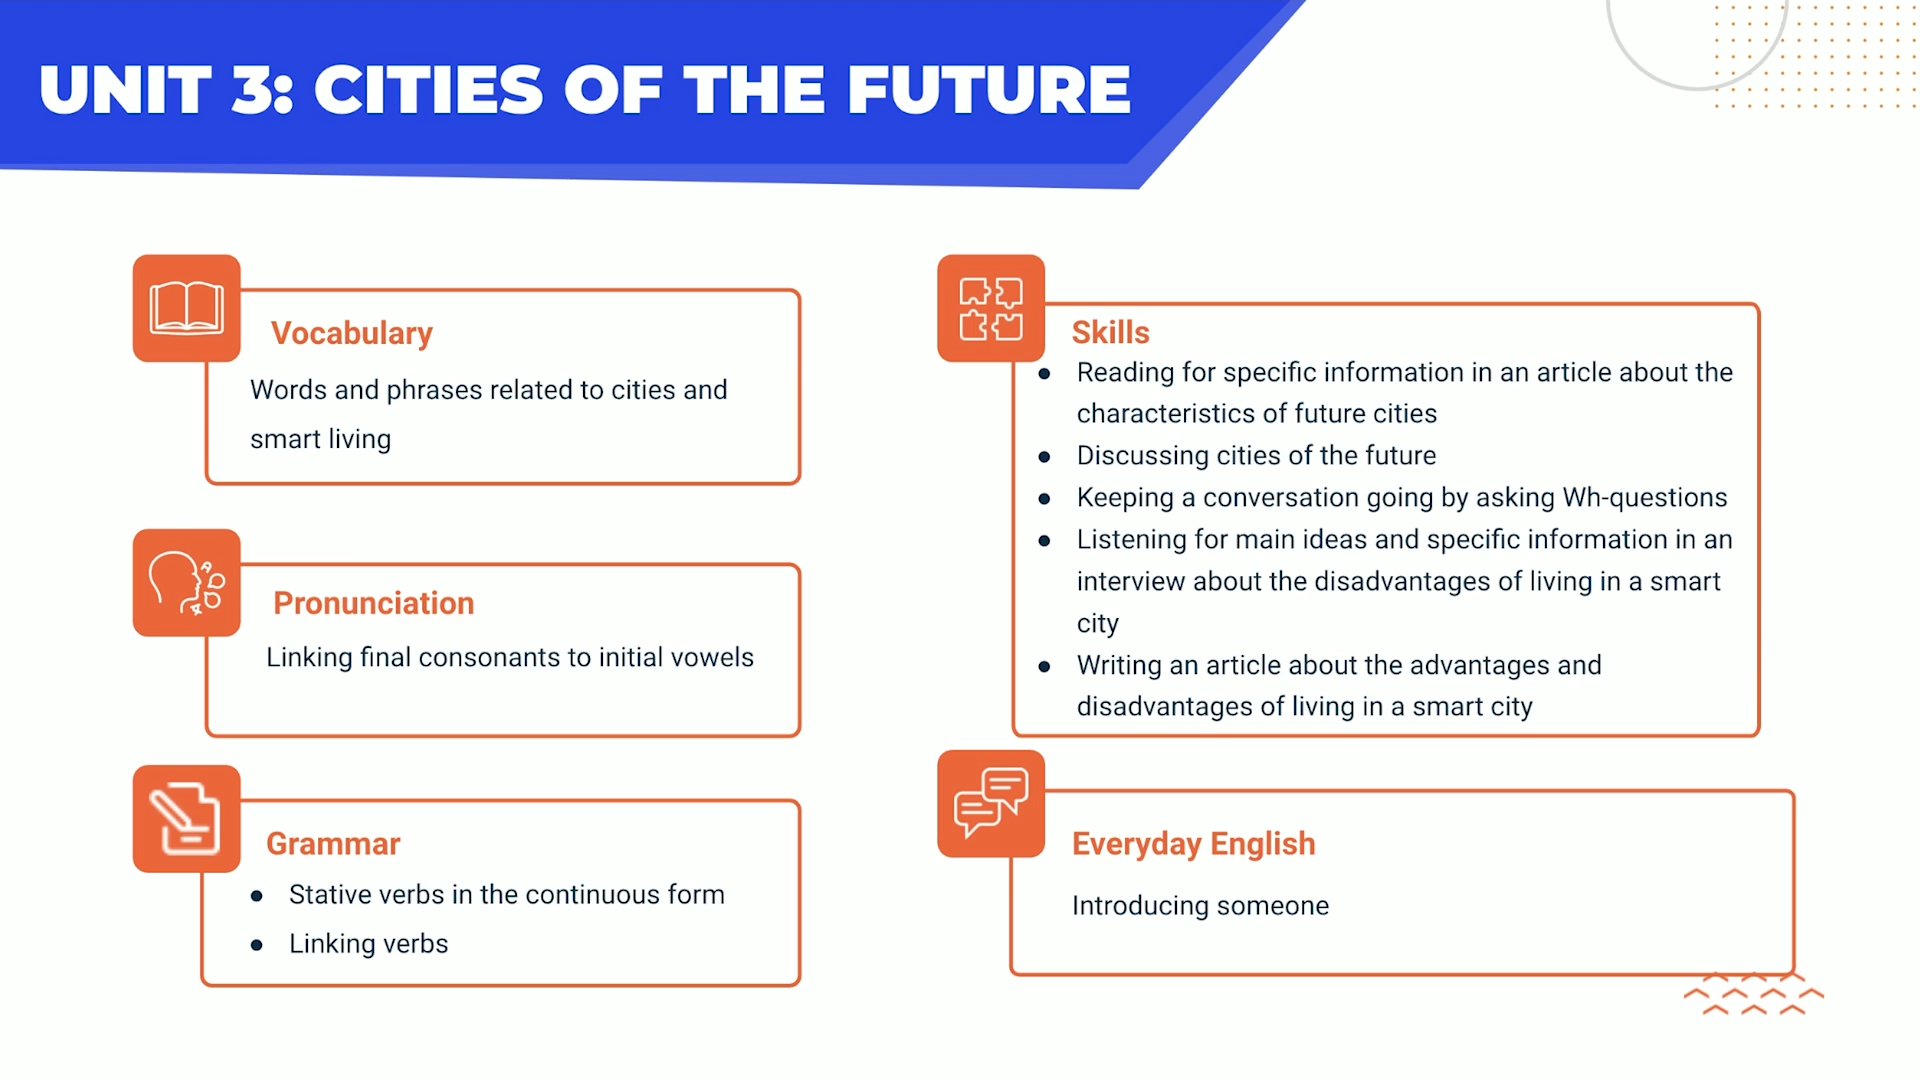 UNIT 3: CITIES OF THE FUTURE
Vocabulary
Words and phrases related to cities and
smart living
Pronunciation
Linking final consonants to initial vowels
Grammar
● Stative verbs in the continuous form
● Linking verbs
Skills
● Reading for specific information in an article about the
characteristics of future cities
● Discussing cities of the future
● Keeping a conversation going by asking Wh-questions
● Listening for main ideas and specific information in an
interview about the disadvantages of living in a smart
city
● Writing an article about the advantages and
disadvantages of living in a smart city
Everyday English
Introducing someone